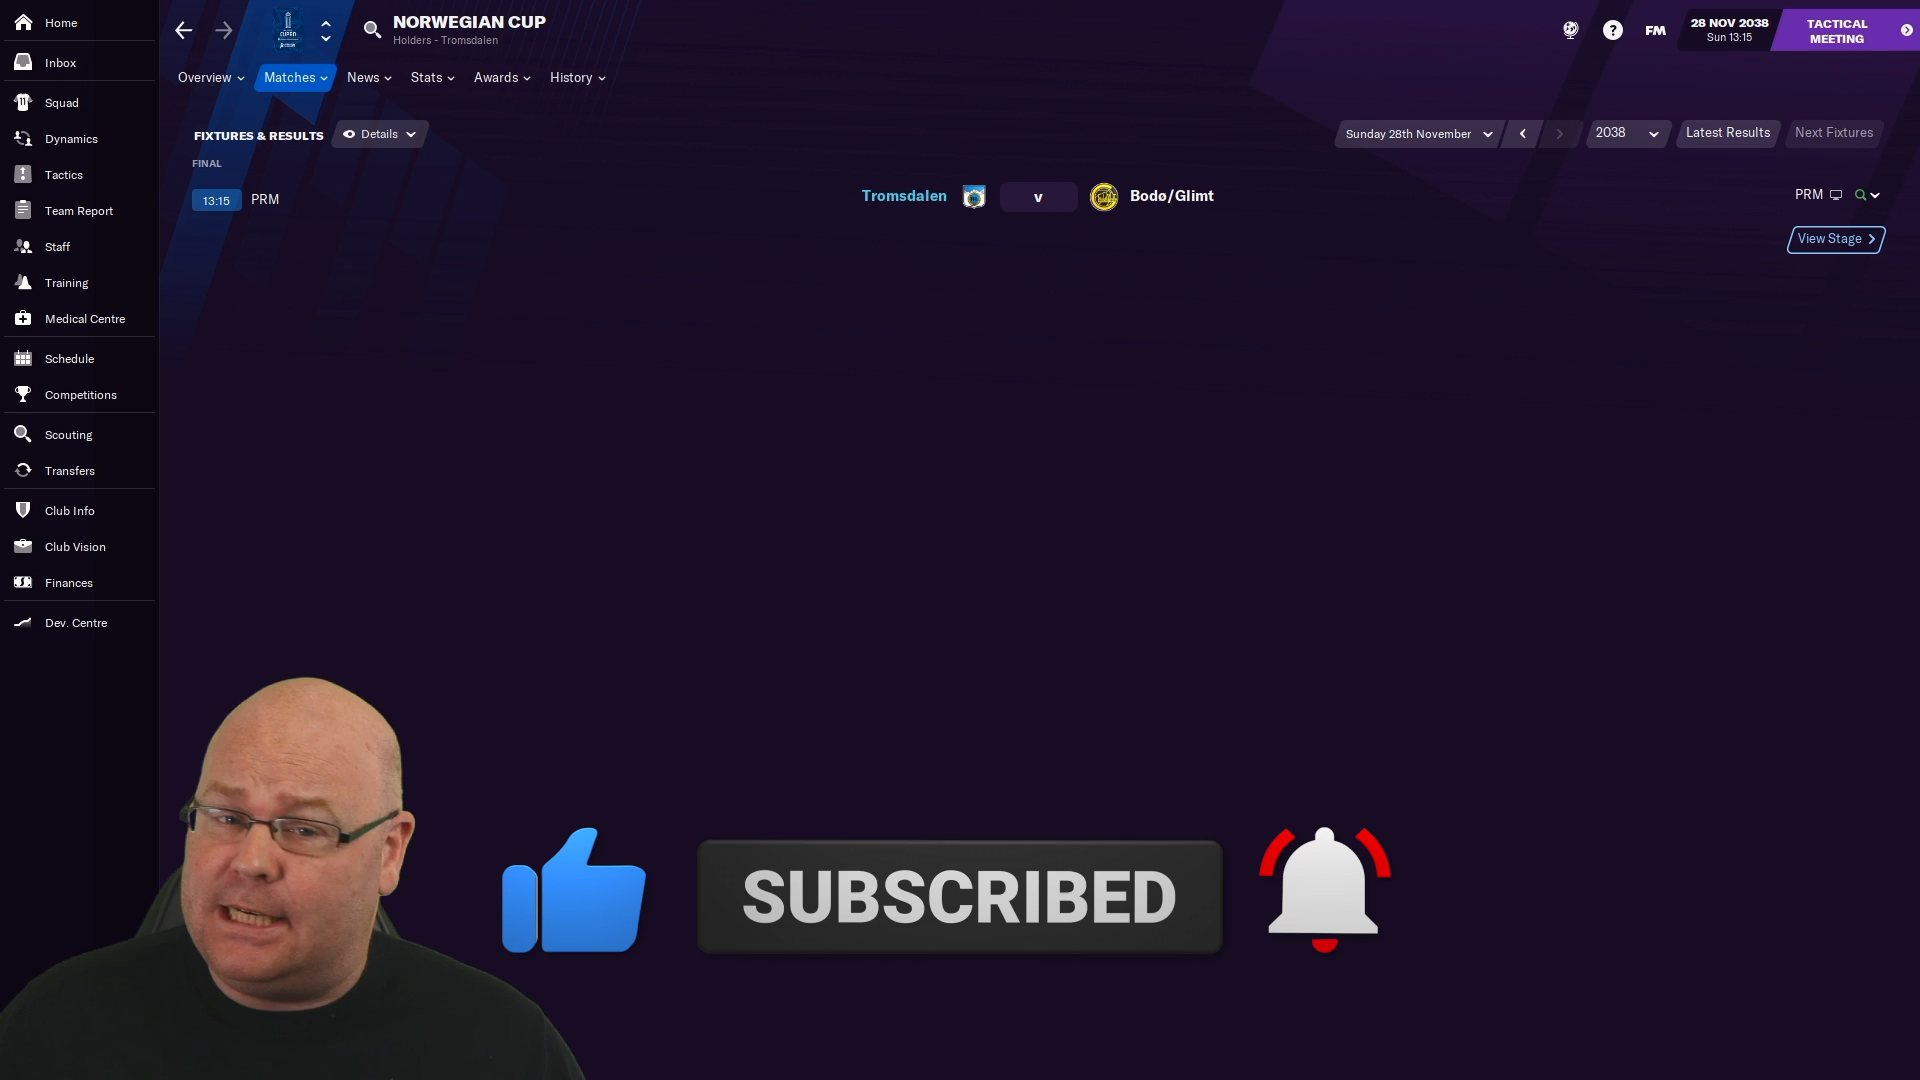 Home
Inbox
Squad
Dynamics
Tactics
Team Report
Staff
Training
Medical Centre
Schedule
Competitions
Scouting
Transfers
Club Info
Club Vision
Finances
Dev. Centre
NORWEGIAN CUP
Holders - Tromsdalen
FM
28 NOV 2038
Sun 13:15
TACTICAL
MEETING
Overview
Matches
News
Stats
Awards
History
FIXTURES & RESULTS
Details
Sunday 28th November
2038
Latest Results
Next Fixtures
FINAL
13:15 PRM
Tromsdalen v Bodø/Glimt
PRM
View Stage
SUBSCRIBED